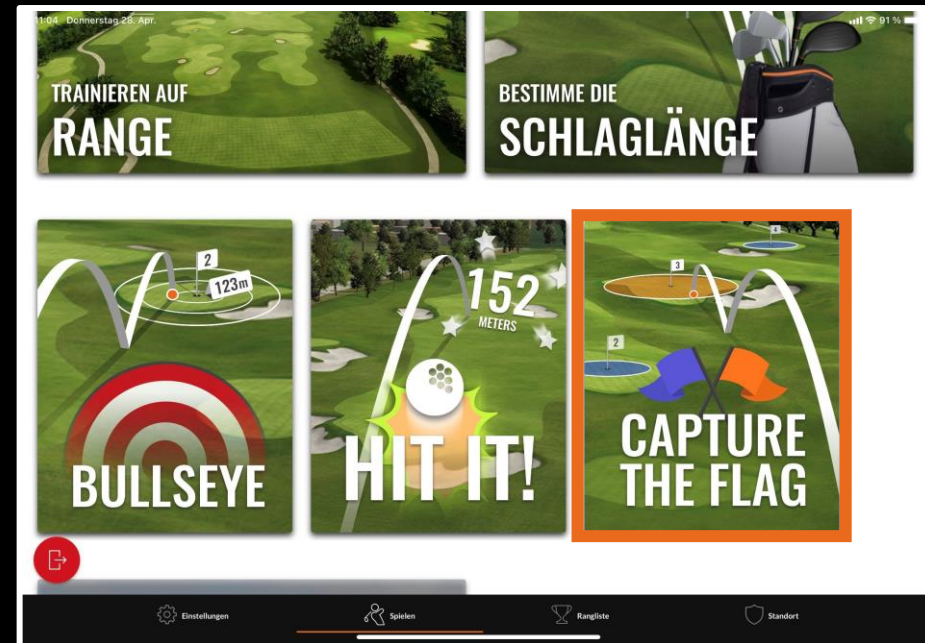 11:04 Donnerstag 28. Apr.
91 %
TRAINIEREN AUF
RANGE
BESTIMME DIE
SCHLAGLÄNGE
2
123m
BULLSEYE
152
METERS
HIT IT!
4
3
2
CAPTURE
THE FLAG
Einstellungen
Spielen
Rangliste
Standort